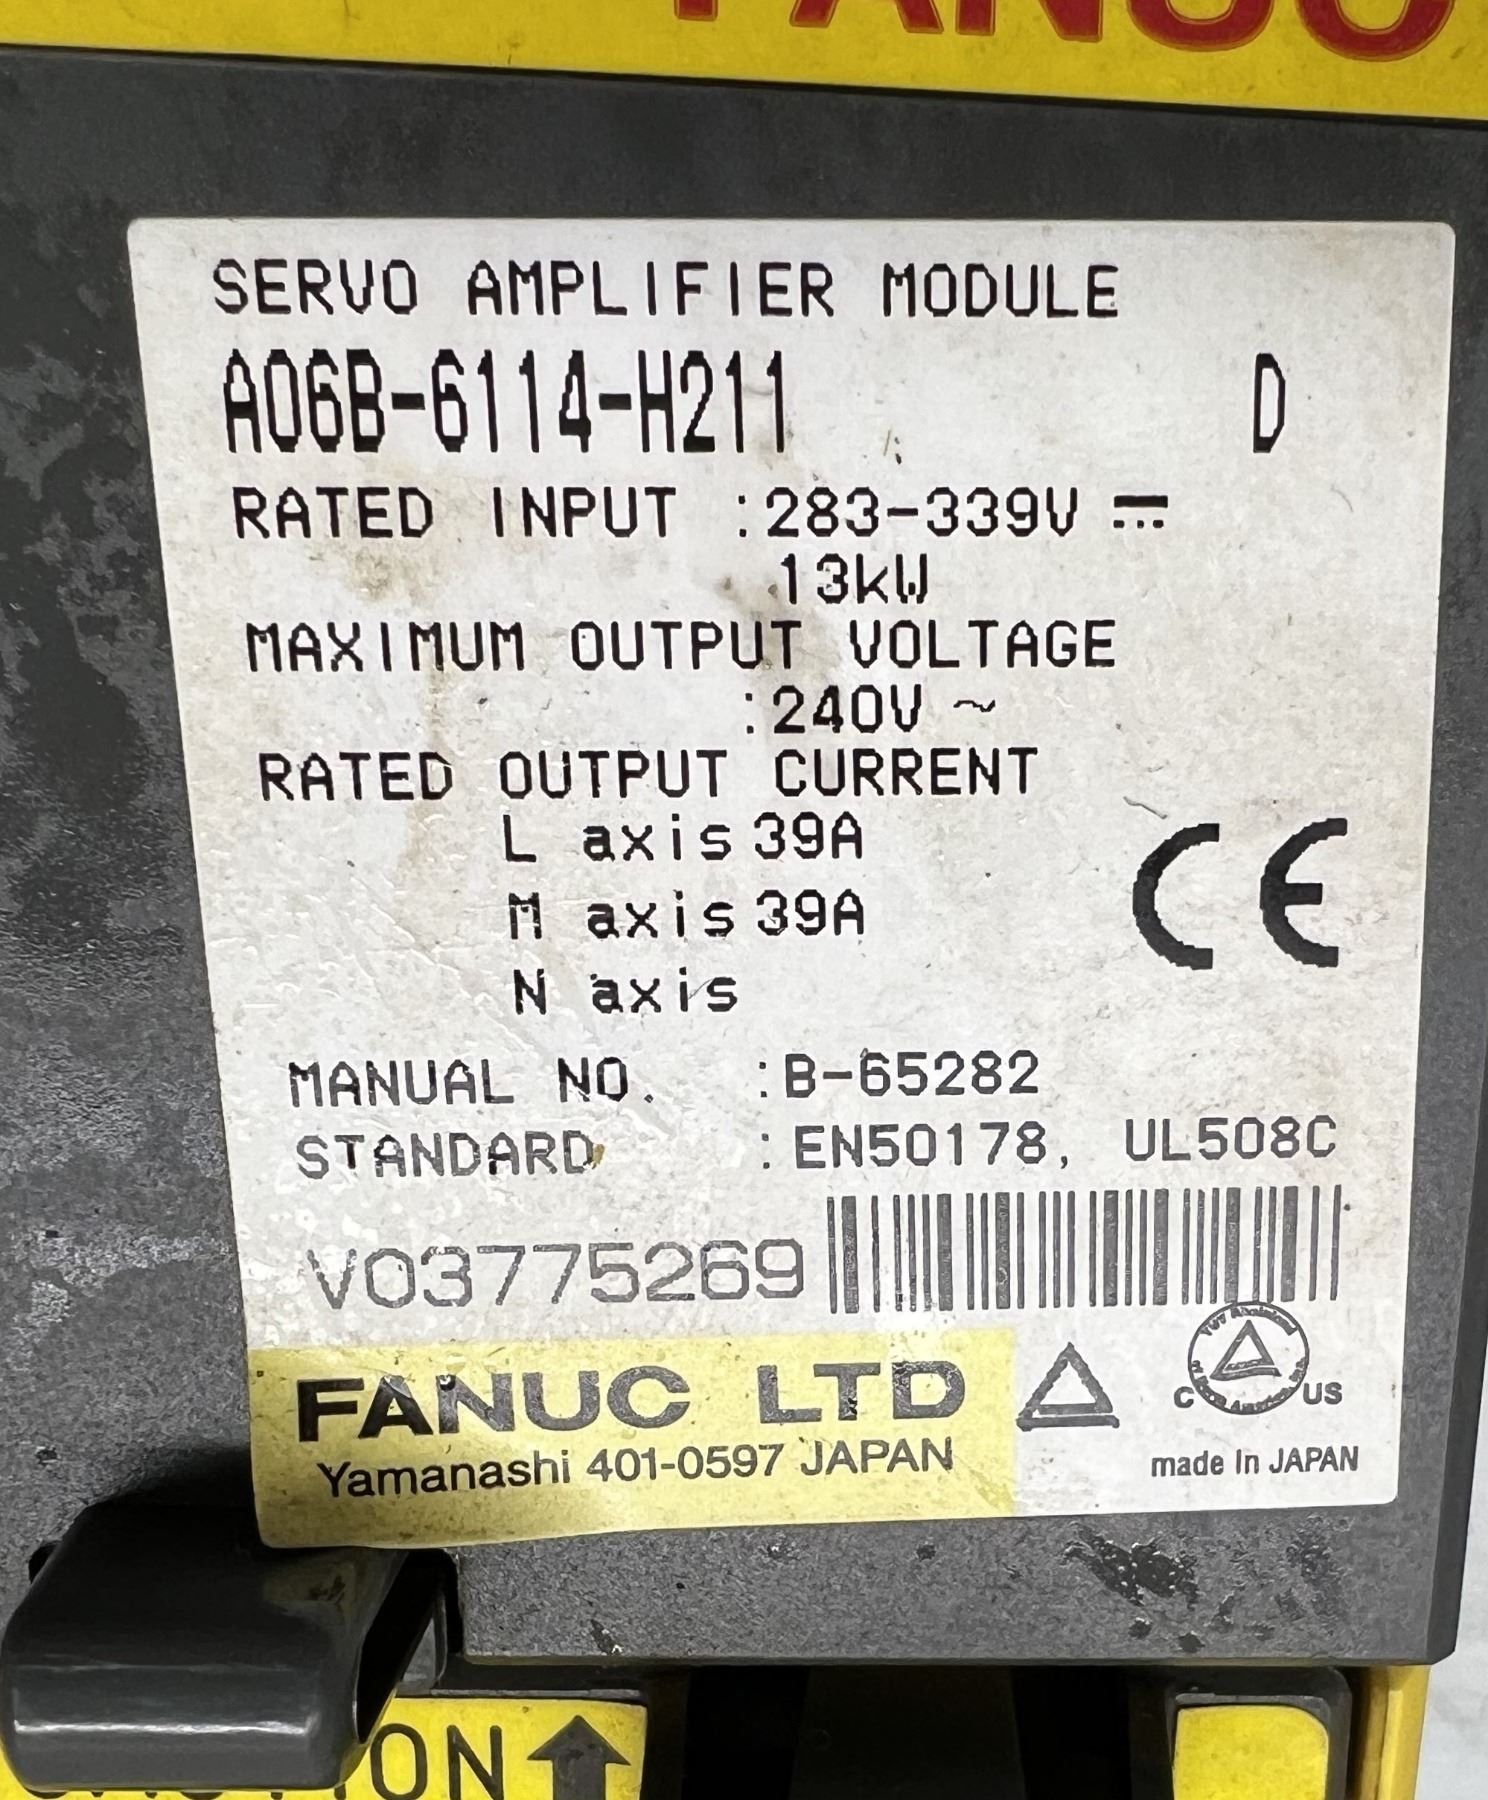 FANUC
SERVO AMPLIFIER MODULE
A06B-6114-H211 D
RATED INPUT :283-339V ⎓
13kW
MAXIMUM OUTPUT VOLTAGE
:240V ~
RATED OUTPUT CURRENT
L axis 39A
M axis 39A
N axis
CE
MANUAL NO. :B-65282
STANDARD :EN50178, UL508C
V03775269
FANUC LTD
Yamanashi 401-0597 JAPAN
C US
made in JAPAN